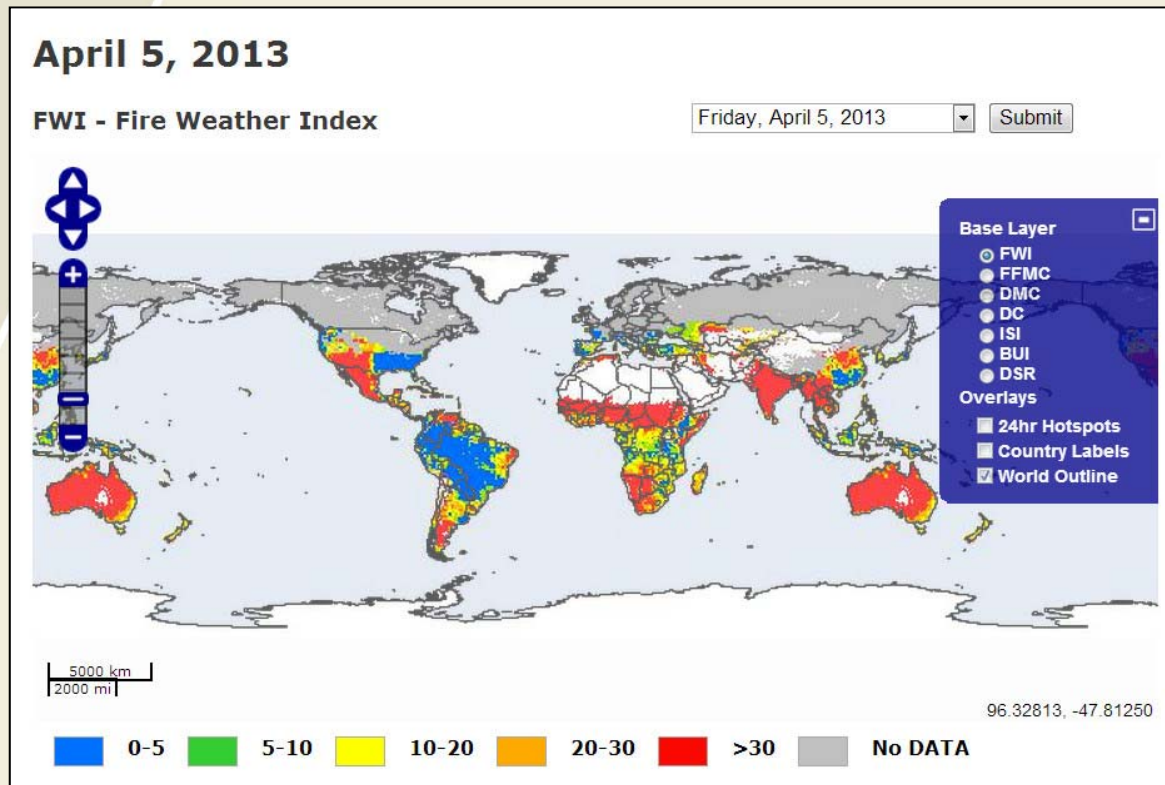 April 5, 2013
FWI - Fire Weather Index
Friday, April 5, 2013
Submit
Base Layer
FWI
FFMC
DMC
DC
ISI
BUI
DSR
Overlays
24hr Hotspots
Country Labels
World Outline
5000 km
2000 mi
96.32813, -47.81250
0-5 5-10 10-20 20-30 >30 No DATA